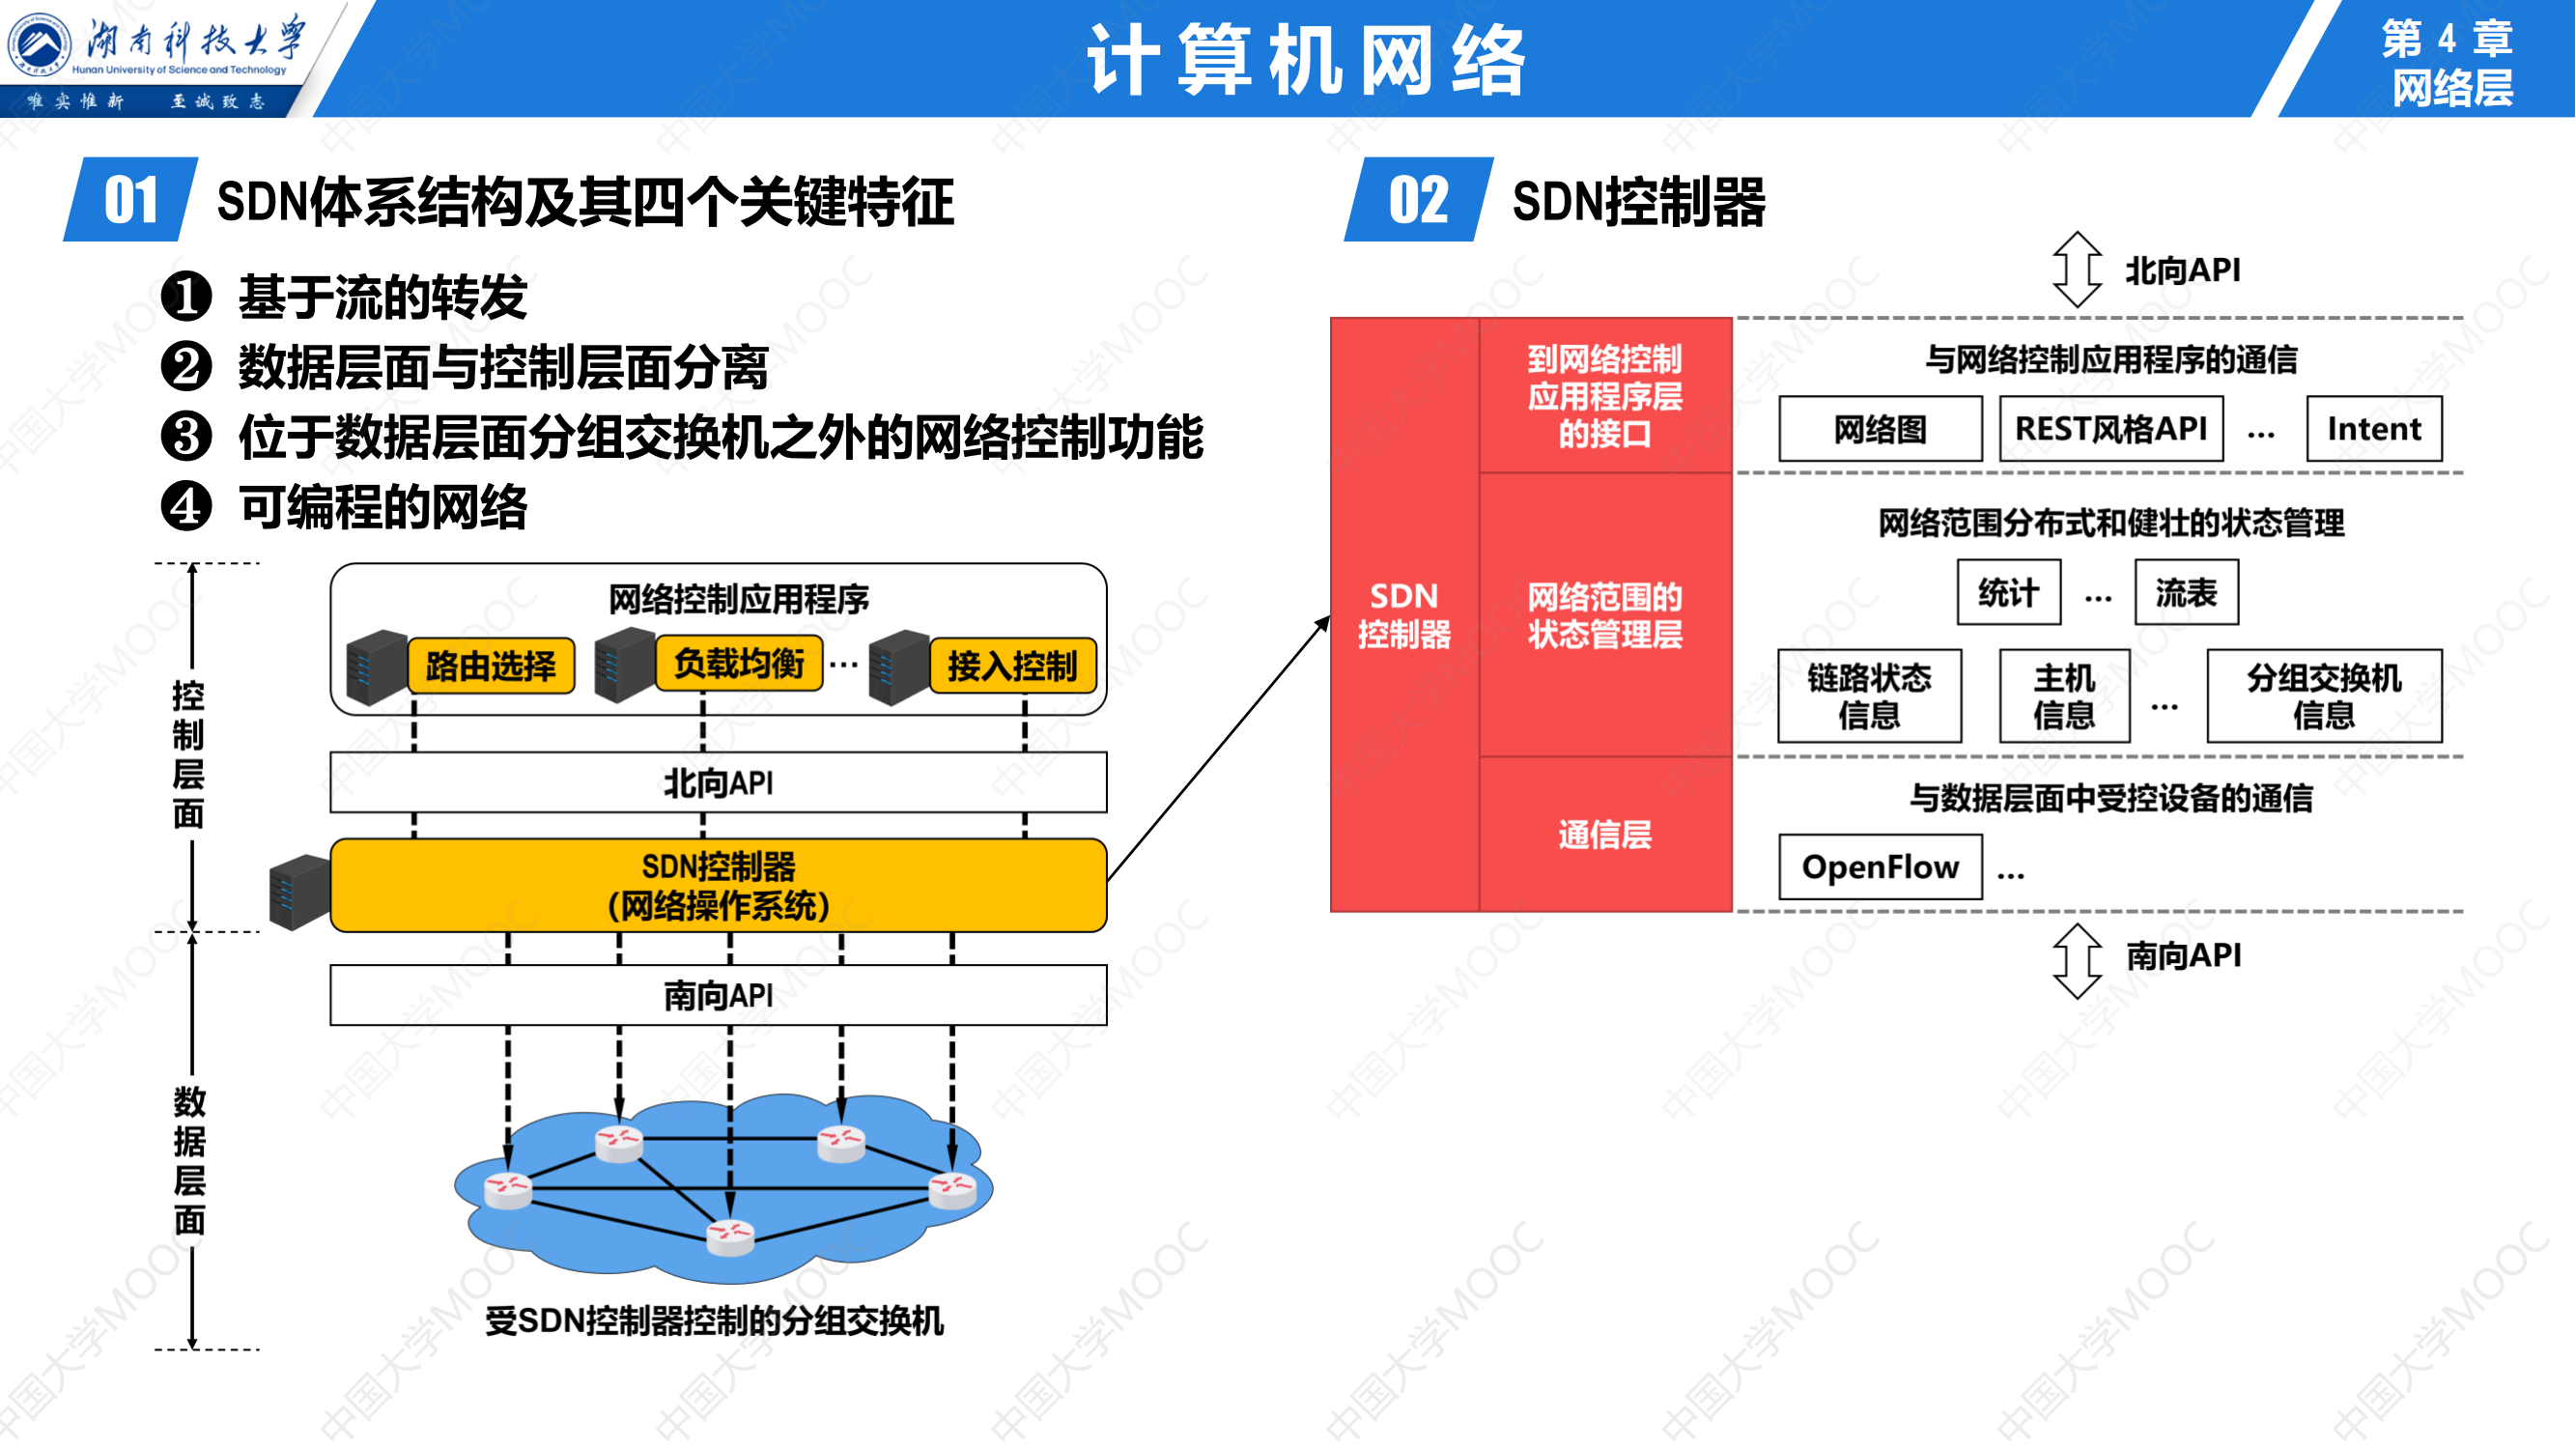 湖南科技大学
Hunan University of Science and Technology
唯实惟新 至诚致志
计算机网络
第 4 章
网络层
01 SDN体系结构及其四个关键特征
❶ 基于流的转发
❷ 数据层面与控制层面分离
❸ 位于数据层面分组交换机之外的网络控制功能
❹ 可编程的网络
控制层面
网络控制应用程序
路由选择 负载均衡 … 接入控制
北向API
SDN控制器
(网络操作系统)
南向API
数据层面
受SDN控制器控制的分组交换机
02 SDN控制器
北向API
SDN
控制器
到网络控制
应用程序层
的接口
与网络控制应用程序的通信
网络图 REST风格API … Intent
网络范围的
状态管理层
网络范围分布式和健壮的状态管理
统计 … 流表
链路状态
信息
主机
信息
…
分组交换机
信息
通信层
与数据层面中受控设备的通信
OpenFlow …
南向API
中国大学MOOC